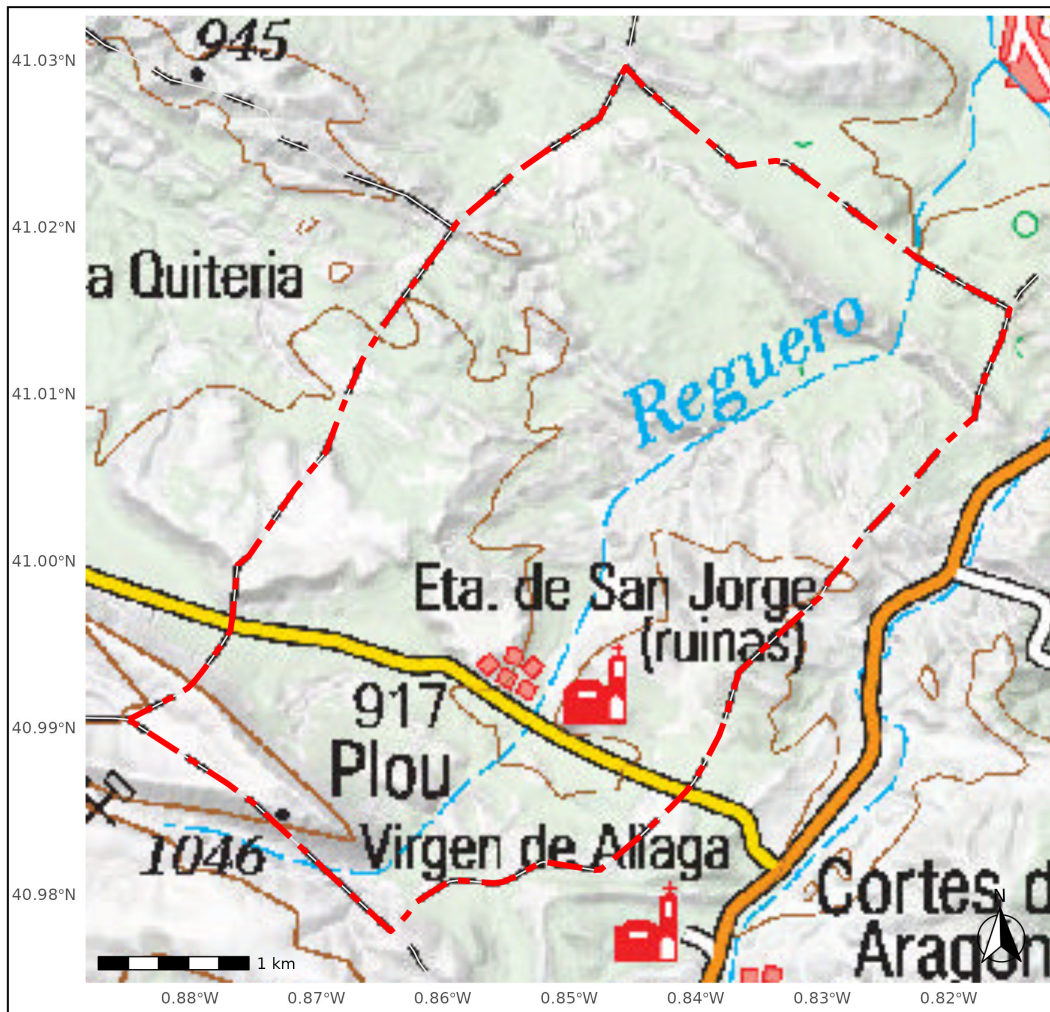 945
41.03°N
41.02°N
a Quiteria
Reguero
41.01°N
41.00°N
Eta. de San Jorge
(ruinas)
917
40.99°N
Plou
1046
Virgen de Aliaga
40.98°N
Cortes d
Aragón
N
1 km
0.88°W 0.87°W 0.86°W 0.85°W 0.84°W 0.83°W 0.82°W